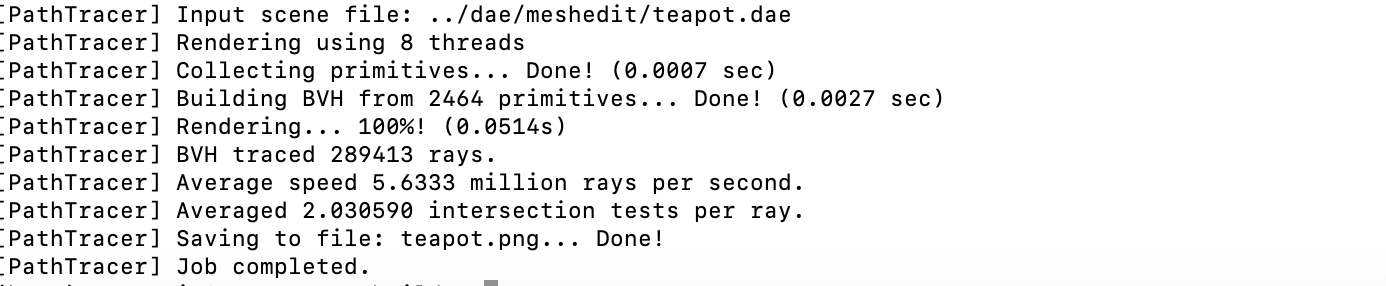 [PathTracer] Input scene file: ../dae/meshedit/teapot.dae
[PathTracer] Rendering using 8 threads
[PathTracer] Collecting primitives... Done! (0.0007 sec)
[PathTracer] Building BVH from 2464 primitives... Done! (0.0027 sec)
[PathTracer] Rendering... 100%! (0.0514s)
[PathTracer] BVH traced 289413 rays.
[PathTracer] Average speed 5.6333 million rays per second.
[PathTracer] Averaged 2.030590 intersection tests per ray.
[PathTracer] Saving to file: teapot.png... Done!
[PathTracer] Job completed.